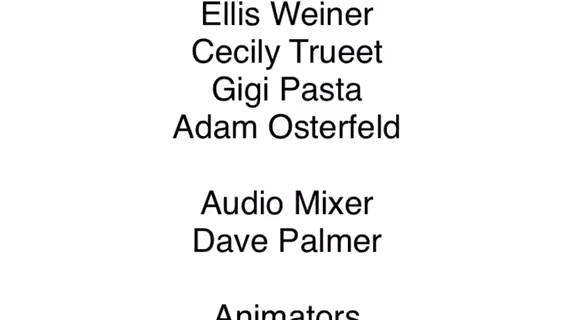 Ellis Weiner
Cecily Trueet
Gigi Pasta
Adam Osterfeld
Audio Mixer
Dave Palmer
Animators